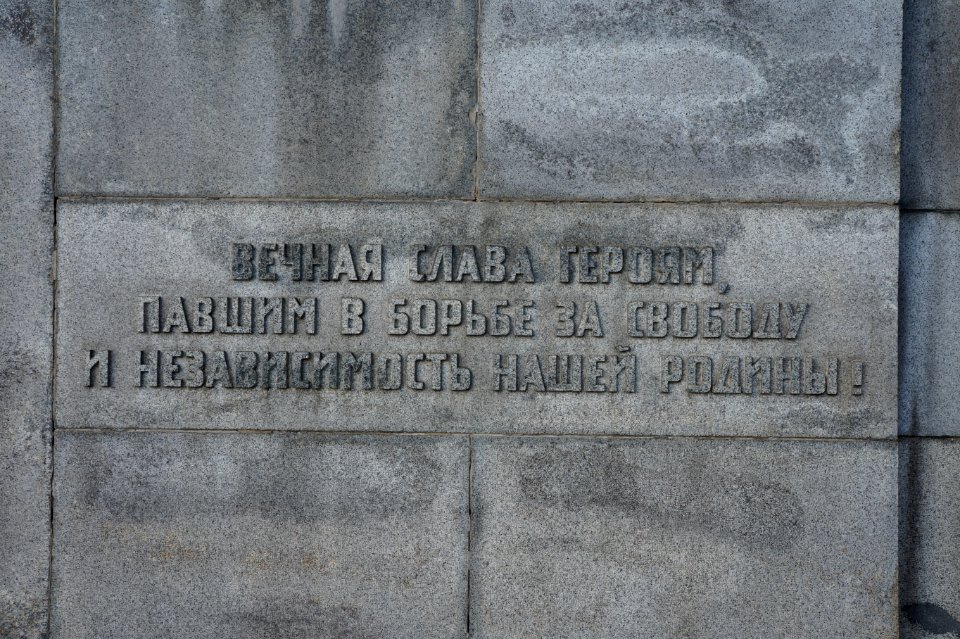 ВЕЧНАЯ СЛАВА ГЕРОЯМ,
ПАВШИМ В БОРЬБЕ ЗА СВОБОДУ
И НЕЗАВИСИМОСТЬ НАШЕЙ РОДИНЫ!